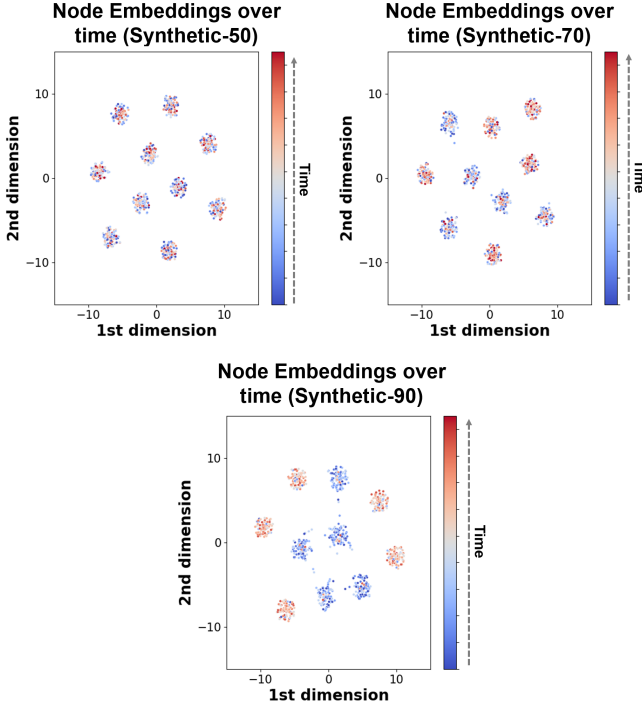 Node Embeddings over
time (Synthetic-50)
10
0
−10
−10
0
10
2nd dimension
1st dimension
Time
Node Embeddings over
time (Synthetic-70)
10
0
−10
−10
0
10
2nd dimension
1st dimension
Time
Node Embeddings over
time (Synthetic-90)
10
0
−10
−10
0
10
2nd dimension
1st dimension
Time